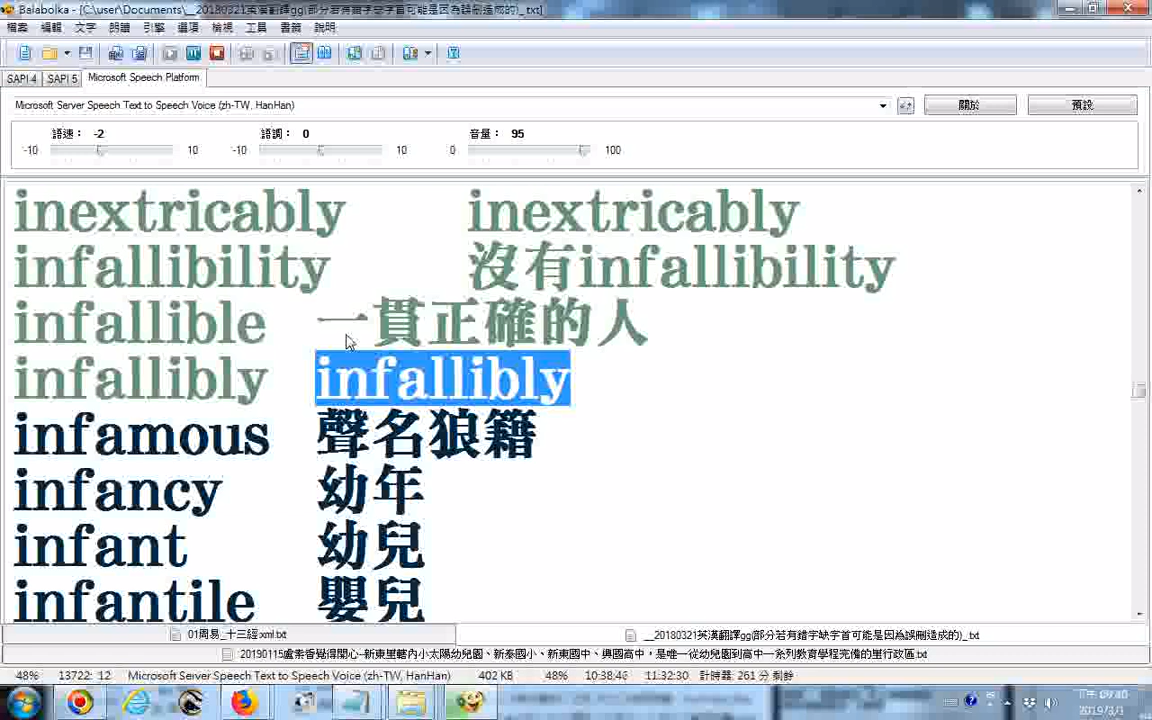 Balabolka - [C:\user\Documents\__20180321英漢翻譯gg(部分若有錯字缺字首可能是因為誤刪造成的)_.txt]
檔案 編輯 文字 朗讀 引擎 選項 檢視 工具 書籤 說明
SAPI 4 SAPI 5 Microsoft Speech Platform
Microsoft Server Speech Text to Speech Voice (zh-TW, HanHan) 關於 預設
語速： -2 語調： 0 音量： 95
-10 10 -10 10 0 100
inextricably inextricably
infallibility 沒有infallibility
infallible 一貫正確的人
infallibly infallibly
infamous 聲名狼籍
infancy 幼年
infant 幼兒
infantile 嬰兒
01周易_十三經.xml.txt __20180321英漢翻譯gg(部分若有錯字缺字首可能是因為誤刪造成的)_.txt
20190115盧素香覺得開心-新東里轄內小太陽幼兒園、新泰國小、新東國中、興國高中，是唯一從幼兒園到高中一系列教育學程完備的里行政區.txt
48% 13722: 12 Microsoft Server Speech Text to Speech Voice (zh-TW, HanHan) 402 KB 48% 10:38:46 11:32:30 計時器: 261 分 剩餘
2019/3/1